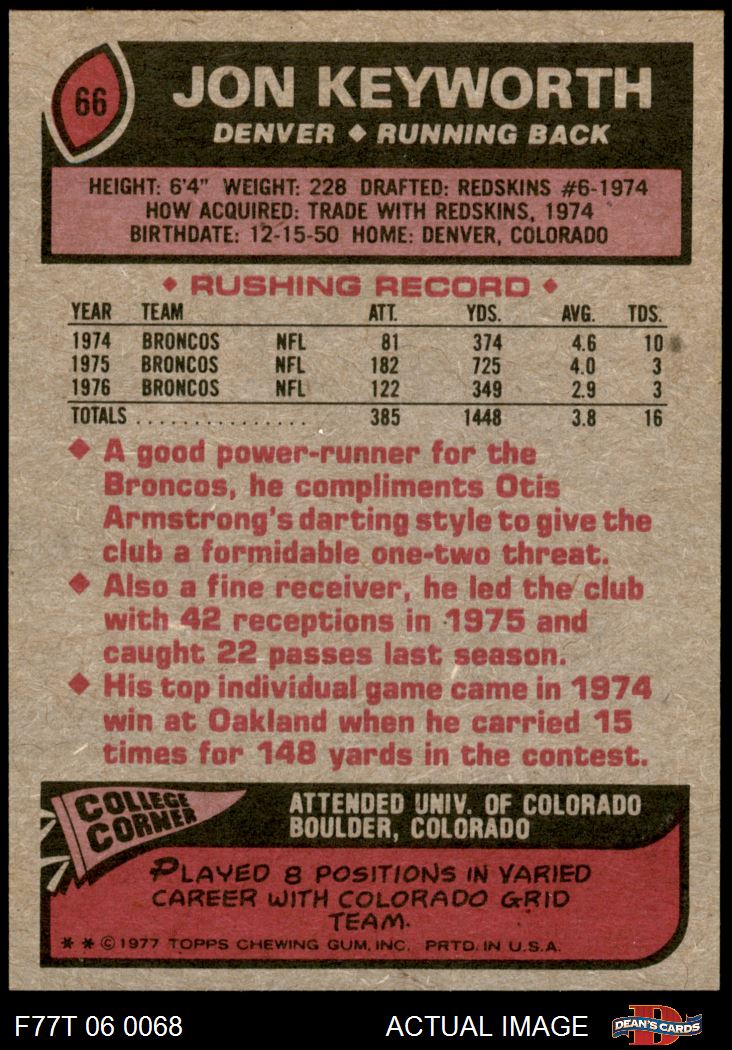 66
JON KEYWORTH
DENVER ◆ RUNNING BACK
HEIGHT: 6'4" WEIGHT: 228 DRAFTED: REDSKINS #6-1974
HOW ACQUIRED: TRADE WITH REDSKINS, 1974
BIRTHDATE: 12-15-50 HOME: DENVER, COLORADO
◆ RUSHING RECORD ◆
YEAR TEAM ATT. YDS. AVG. TDS.
1974 BRONCOS NFL 81 374 4.6 10
1975 BRONCOS NFL 182 725 4.0 3
1976 BRONCOS NFL 122 349 2.9 3
TOTALS . . . . . . . . . . . . . . . 385 1448 3.8 16
◆ A good power-runner for the
Broncos, he compliments Otis
Armstrong's darting style to give the
club a formidable one-two threat.
◆ Also a fine receiver, he led the club
with 42 receptions in 1975 and
caught 22 passes last season.
◆ His top individual game came in 1974
win at Oakland when he carried 15
times for 148 yards in the contest.
COLLEGE
CORNER
ATTENDED UNIV. OF COLORADO
BOULDER, COLORADO
PLAYED 8 POSITIONS IN VARIED
CAREER WITH COLORADO GRID
TEAM.
* * © 1977 TOPPS CHEWING GUM, INC. PRTD. IN U.S.A.
F77T 06 0068 ACTUAL IMAGE
D
DEAN'S CARDS